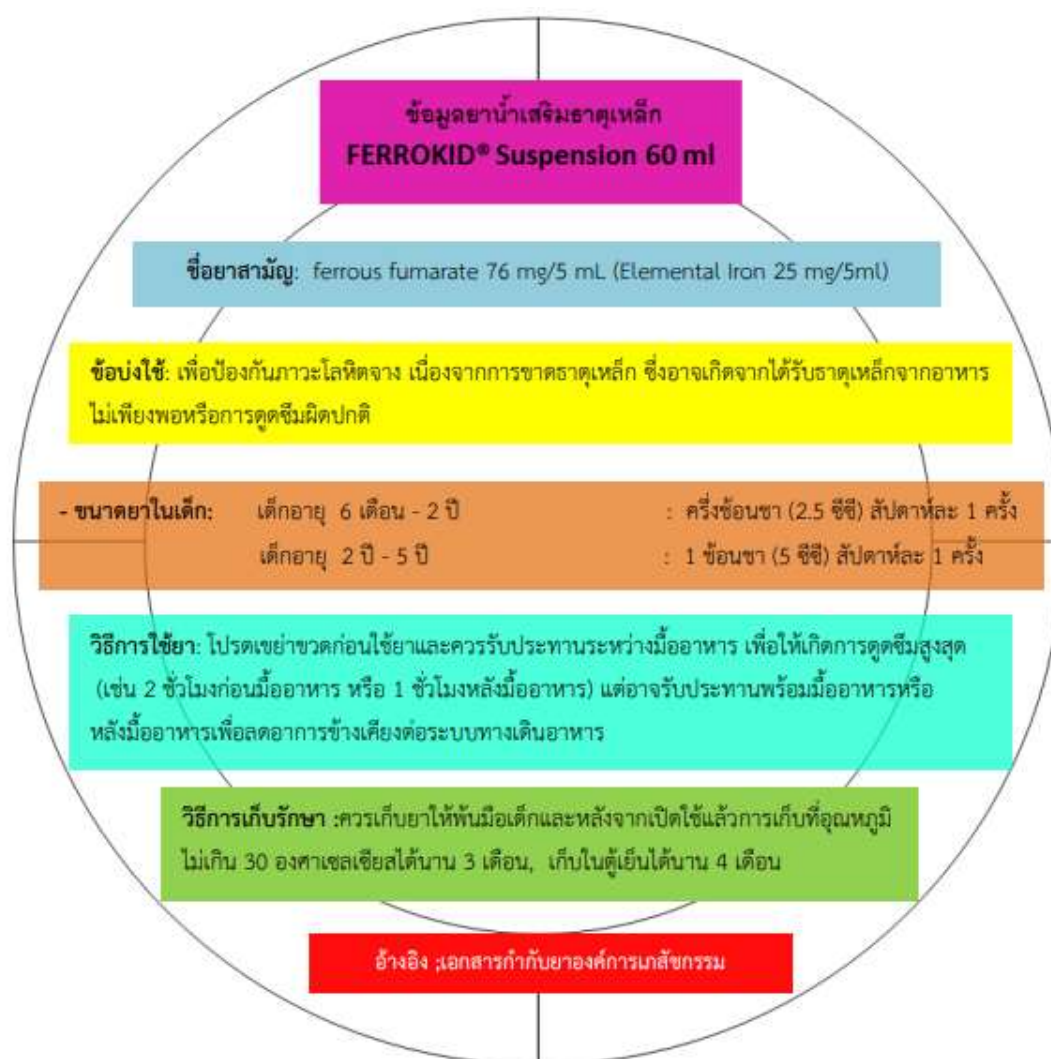 ข้อมูลยาน้ำเสริมธาตุเหล็ก
FERROKID® Suspension 60 ml
ชื่อยาสามัญ: ferrous fumarate 76 mg/5 mL (Elemental Iron 25 mg/5ml)
ข้อบ่งใช้: เพื่อป้องกันภาวะโลหิตจาง เนื่องจากการขาดธาตุเหล็ก ซึ่งอาจเกิดจากได้รับธาตุเหล็กจากอาหาร
ไม่เพียงพอหรือการดูดซึมผิดปกติ
- ขนาดยาในเด็ก: เด็กอายุ 6 เดือน - 2 ปี : ครึ่งช้อนชา (2.5 ซีซี) สัปดาห์ละ 1 ครั้ง
เด็กอายุ 2 ปี - 5 ปี : 1 ช้อนชา (5 ซีซี) สัปดาห์ละ 1 ครั้ง
วิธีการใช้ยา: โปรดเขย่าขวดก่อนใช้ยาและควรรับประทานระหว่างมื้ออาหาร เพื่อให้เกิดการดูดซึมสูงสุด
(เช่น 2 ชั่วโมงก่อนมื้ออาหาร หรือ 1 ชั่วโมงหลังมื้ออาหาร) แต่อาจรับประทานพร้อมมื้ออาหารหรือ
หลังมื้ออาหารเพื่อลดอาการข้างเคียงต่อระบบทางเดินอาหาร
วิธีการเก็บรักษา :ควรเก็บยาให้พ้นมือเด็กและหลังจากเปิดใช้แล้วการเก็บที่อุณหภูมิ
ไม่เกิน 30 องศาเซลเซียสได้นาน 3 เดือน, เก็บในตู้เย็นได้นาน 4 เดือน
อ้างอิง ;เอกสารกำกับยาองค์การเภสัชกรรม